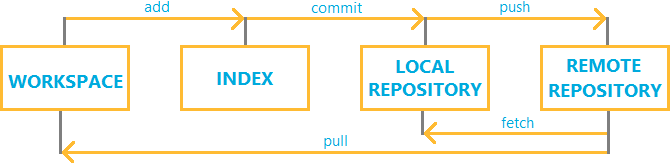 add
commit
push
WORKSPACE
INDEX
LOCAL
REPOSITORY
REMOTE
REPOSITORY
fetch
pull